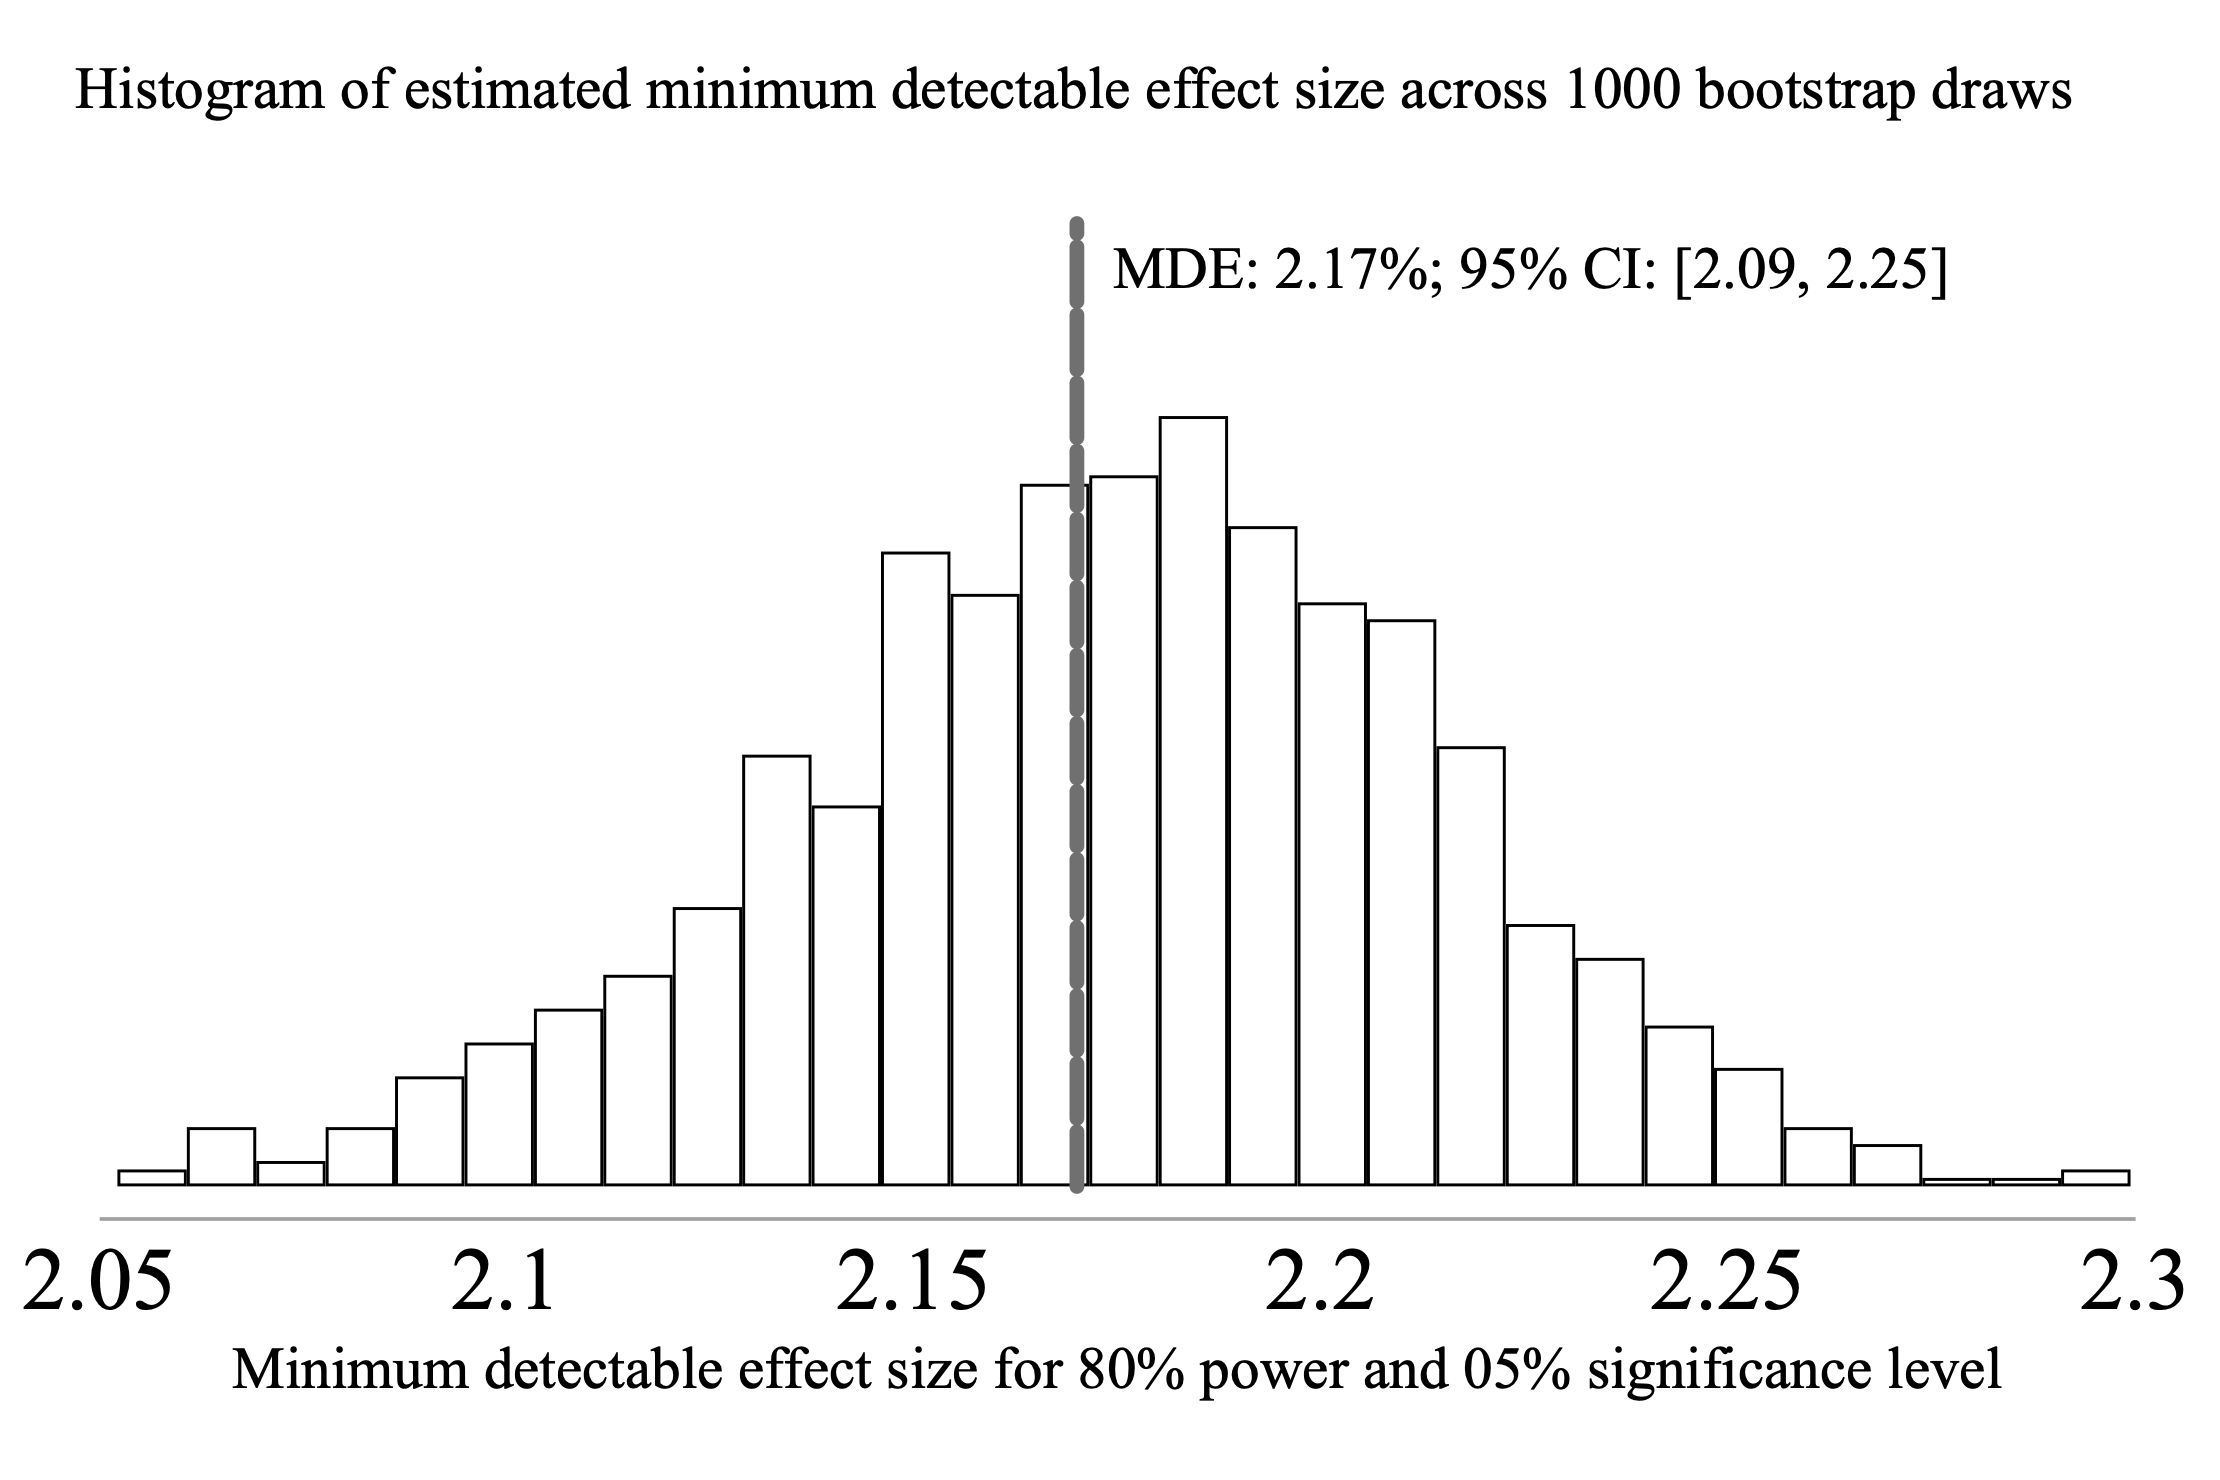 Histogram of estimated minimum detectable effect size across 1000 bootstrap draws
MDE: 2.17%; 95% CI: [2.09, 2.25]
2.05 2.1 2.15 2.2 2.25 2.3
Minimum detectable effect size for 80% power and 05% significance level